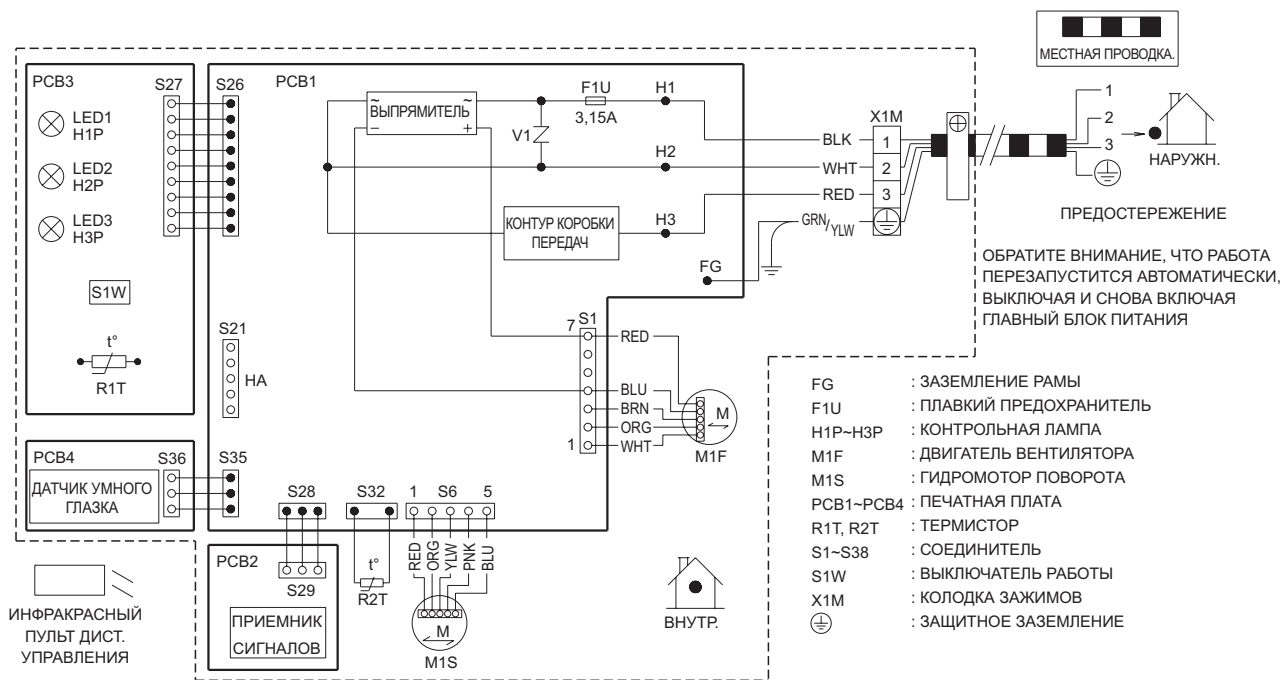 МЕСТНАЯ ПРОВОДКА.
PCB3
S27
S26
PCB1
LED1
H1P
LED2
H2P
LED3
H3P
S1W
t°
R1T
ВЫПРЯМИТЕЛЬ
~
~
–
+
V1
F1U
3,15A
H1
H2
H3
КОНТУР КОРОБКИ
ПЕРЕДАЧ
FG
BLK
WHT
RED
GRN/
YLW
X1M
1
2
3
1
2
3
НАРУЖН.
ПРЕДОСТЕРЕЖЕНИЕ
ОБРАТИТЕ ВНИМАНИЕ, ЧТО РАБОТА
ПЕРЕЗАПУСТИТСЯ АВТОМАТИЧЕСКИ,
ВЫКЛЮЧАЯ И СНОВА ВКЛЮЧАЯ
ГЛАВНЫЙ БЛОК ПИТАНИЯ
S21
HA
7
S1
1
RED
BLU
BRN
ORG
WHT
M
M1F
PCB4
S36
S35
ДАТЧИК УМНОГО
ГЛАЗКА
S28
S32
1
S6
5
RED
ORG
YLW
PNK
BLU
PCB2
S29
ПРИЕМНИК
СИГНАЛОВ
t°
R2T
M
M1S
ИНФРАКРАСНЫЙ
ПУЛЬТ ДИСТ.
УПРАВЛЕНИЯ
ВНУТР.
FG : ЗАЗЕМЛЕНИЕ РАМЫ
F1U : ПЛАВКИЙ ПРЕДОХРАНИТЕЛЬ
H1P~H3P : КОНТРОЛЬНАЯ ЛАМПА
M1F : ДВИГАТЕЛЬ ВЕНТИЛЯТОРА
M1S : ГИДРОМОТОР ПОВОРОТА
PCB1~PCB4 : ПЕЧАТНАЯ ПЛАТА
R1T, R2T : ТЕРМИСТОР
S1~S38 : СОЕДИНИТЕЛЬ
S1W : ВЫКЛЮЧАТЕЛЬ РАБОТЫ
X1M : КОЛОДКА ЗАЖИМОВ
: ЗАЩИТНОЕ ЗАЗЕМЛЕНИЕ